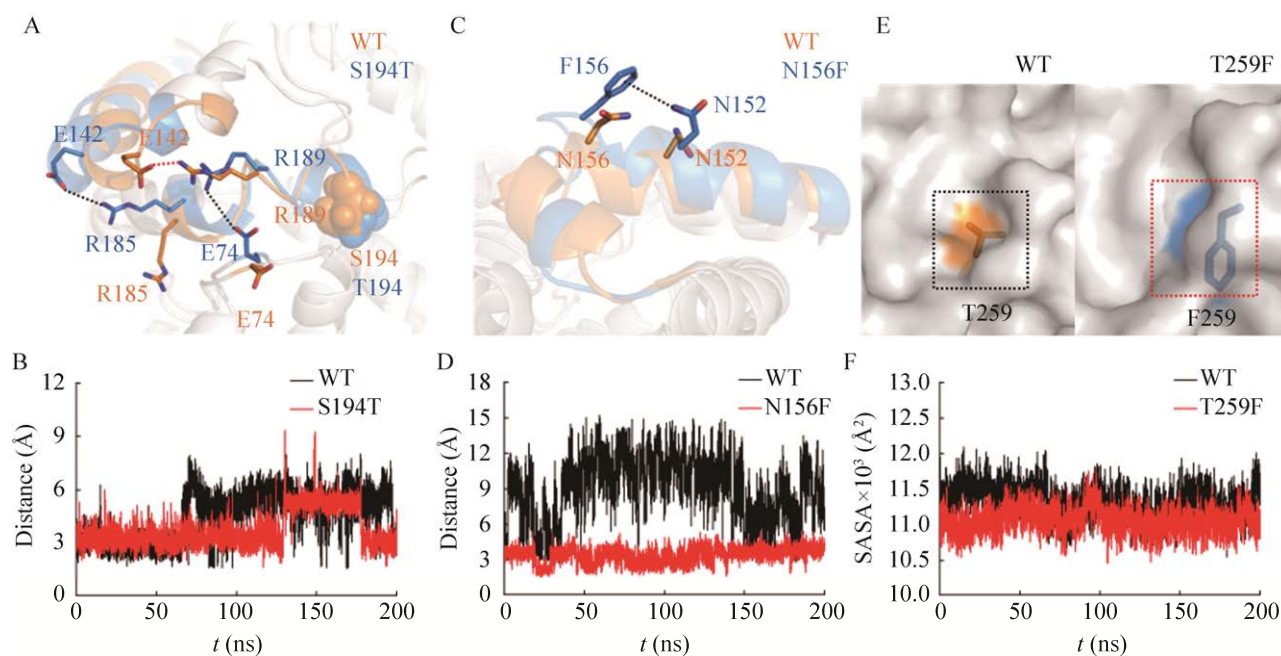 A
WT
S194T
E142
E142
R189
R189
R185
R185
E74
E74
S194
T194
C
WT
N156F
F156
N152
N156
N152
E
WT
T259F
T259
F259
B
12
9
6
3
0
Distance (Å)
WT
S194T
0 50 100 150 200
t (ns)
D
18
15
12
9
6
3
0
Distance (Å)
WT
N156F
0 50 100 150 200
t (ns)
F
13.0
12.5
12.0
11.5
11.0
10.5
10.0
SASA×10³ (Å²)
WT
T259F
0 50 100 150 200
t (ns)